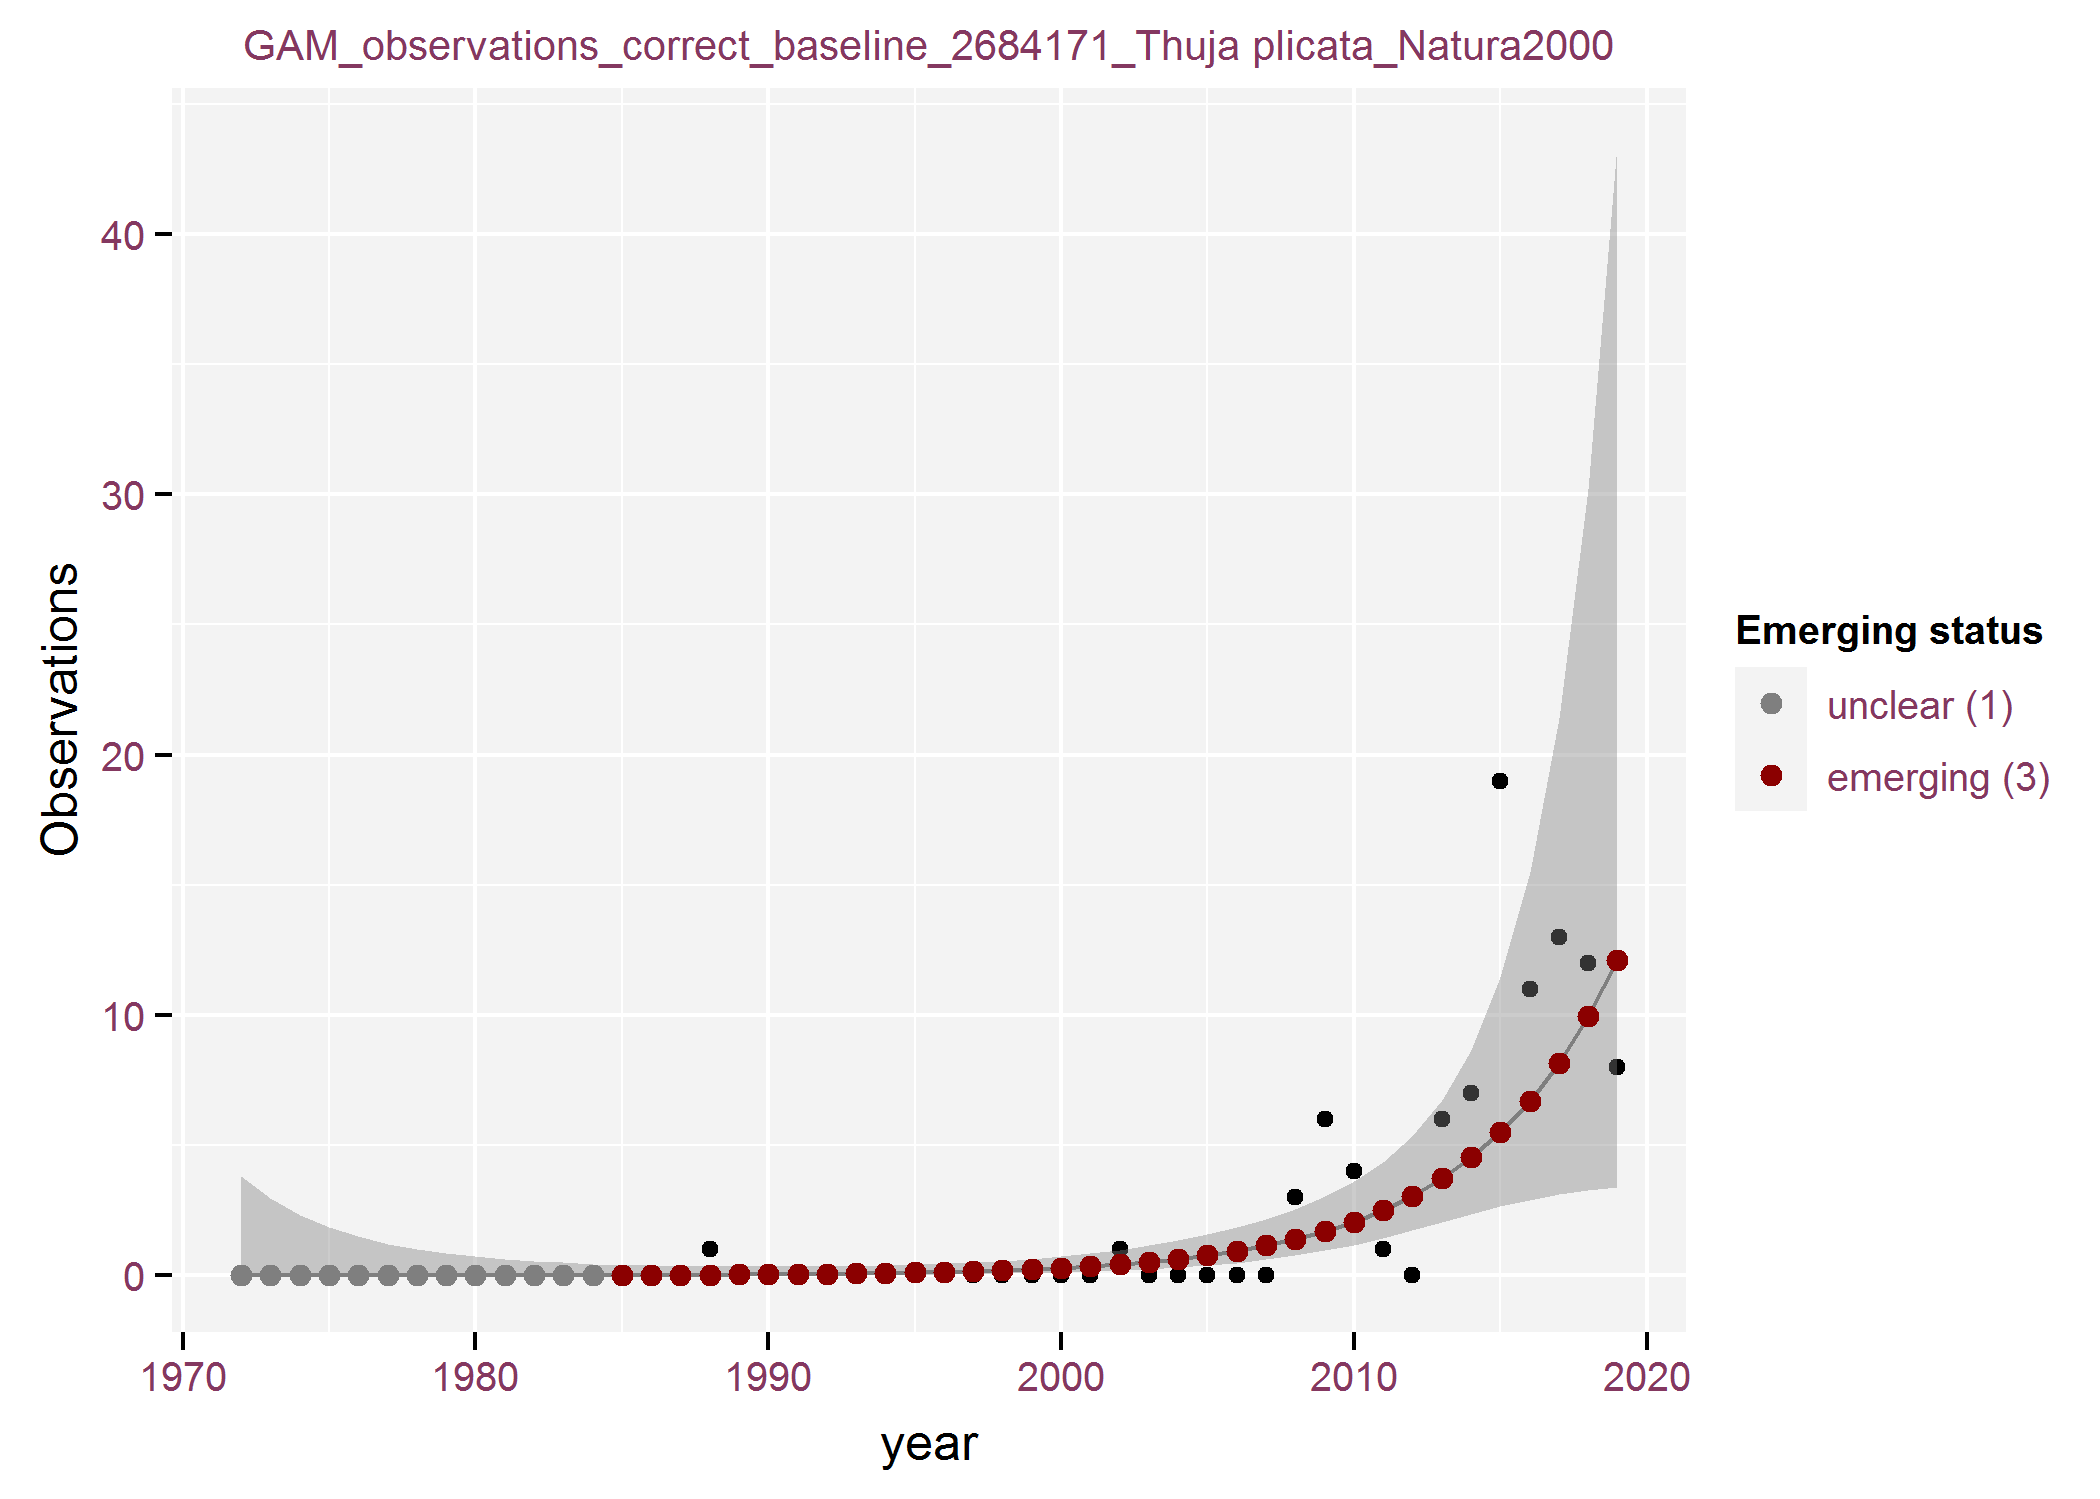 GAM_observations_correct_baseline_2684171_Thuja plicata_Natura2000
Observations
40
30
20
10
0
1970 1980 1990 2000 2010 2020
year
Emerging status
unclear (1)
emerging (3)